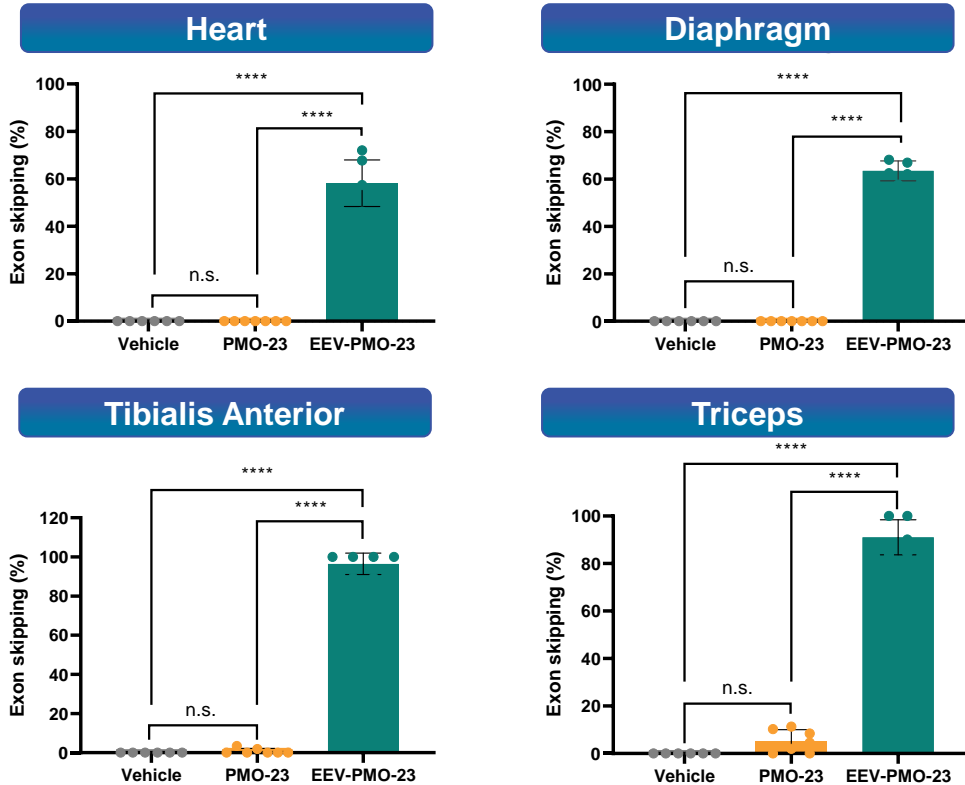 Heart
****
****
n.s.
Exon skipping (%)
100
80
60
40
20
0
Vehicle PMO-23 EEV-PMO-23
Diaphragm
****
****
n.s.
Exon skipping (%)
100
80
60
40
20
0
Vehicle PMO-23 EEV-PMO-23
Tibialis Anterior
****
****
n.s.
Exon skipping (%)
120
100
80
60
40
20
0
Vehicle PMO-23 EEV-PMO-23
Triceps
****
****
n.s.
Exon skipping (%)
100
80
60
40
20
0
Vehicle PMO-23 EEV-PMO-23